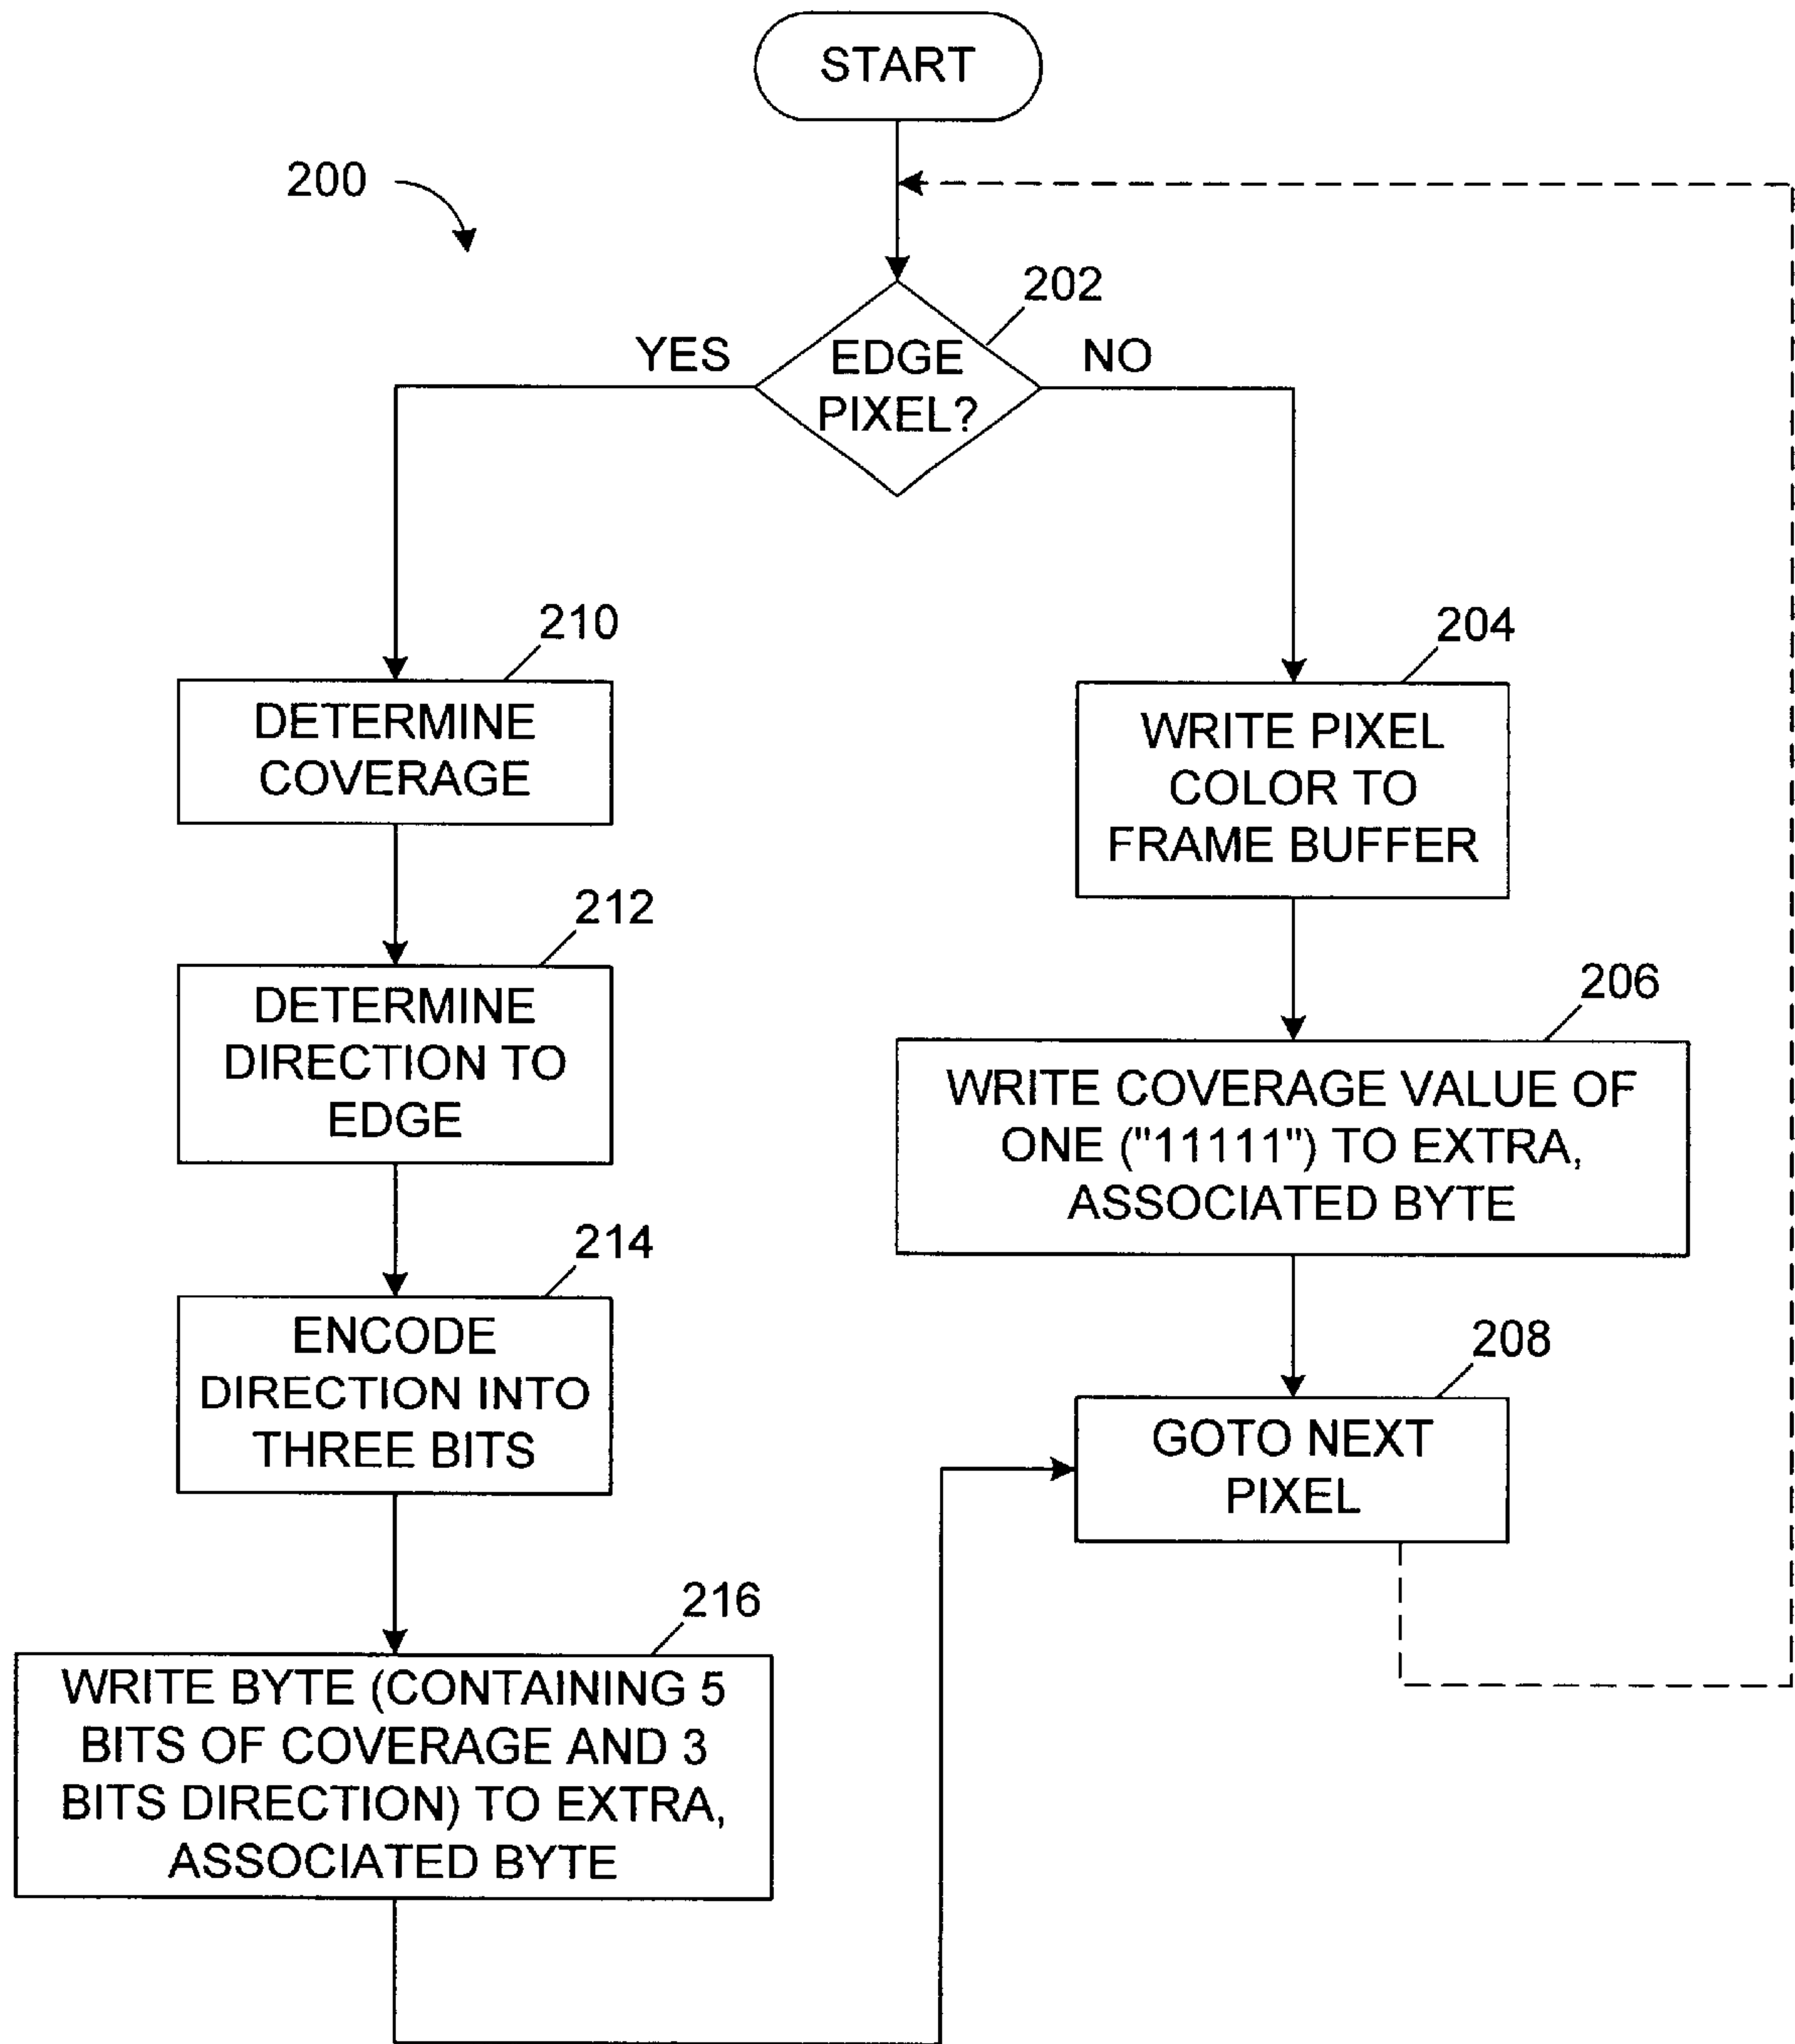 START
200
202
YES
EDGE
PIXEL?
NO
210
DETERMINE
COVERAGE
204
WRITE PIXEL
COLOR TO
FRAME BUFFER
212
DETERMINE
DIRECTION TO
EDGE
206
WRITE COVERAGE VALUE OF
ONE ("11111") TO EXTRA,
ASSOCIATED BYTE
214
ENCODE
DIRECTION INTO
THREE BITS
208
GOTO NEXT
PIXEL
216
WRITE BYTE (CONTAINING 5
BITS OF COVERAGE AND 3
BITS DIRECTION) TO EXTRA,
ASSOCIATED BYTE